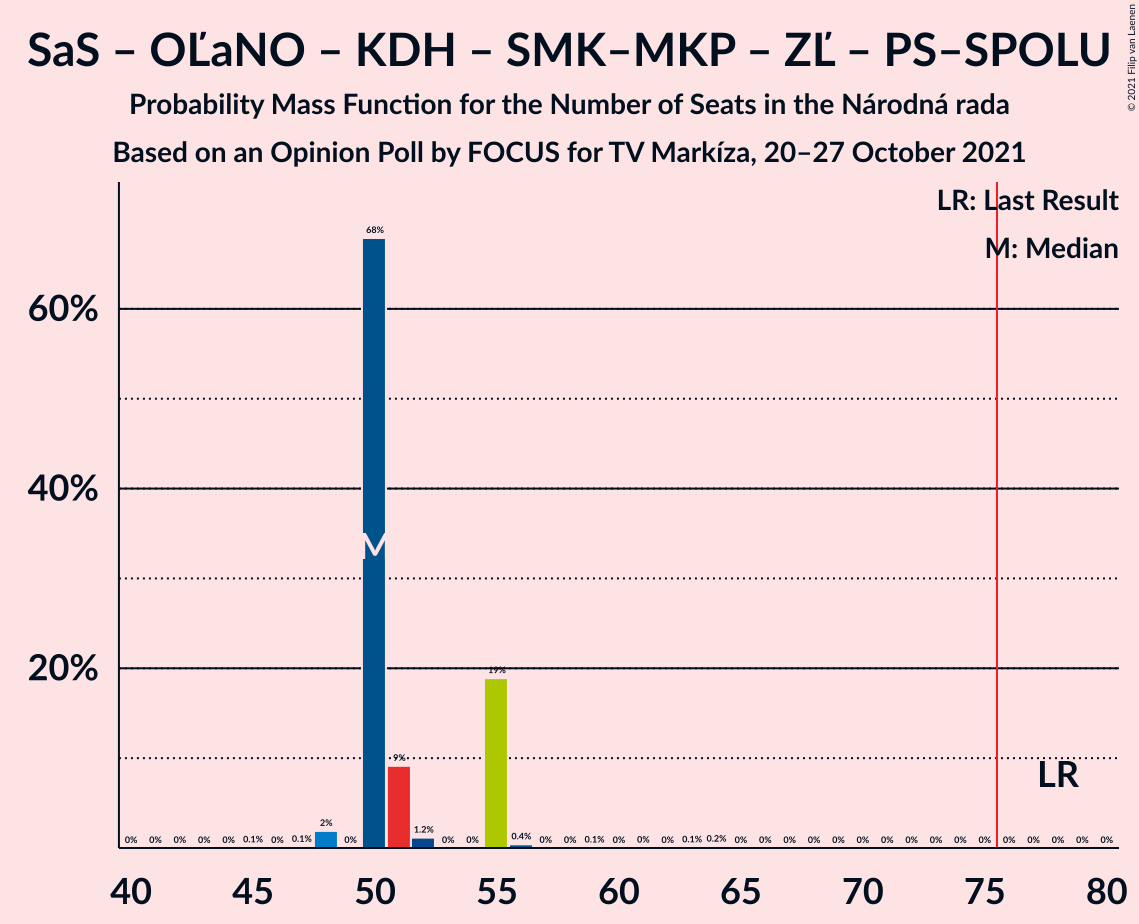 SaS – OĽaNO – KDH – SMK–MKP – ZĽ – PS–SPOLU
Probability Mass Function for the Number of Seats in the Národná rada
Based on an Opinion Poll by FOCUS for TV Markíza, 20–27 October 2021
© 2021 Filip van Laenen
LR: Last Result
M: Median
60%
40%
20%
68%
M
19%
9%
LR
0% 0% 0% 0% 0% 0.1% 0% 0.1% 2% 0% 1.2% 0% 0% 0.4% 0% 0% 0.1% 0% 0% 0% 0.1% 0.2% 0% 0% 0% 0% 0% 0% 0% 0% 0% 0% 0% 0% 0% 0% 0% 0%
40 45 50 55 60 65 70 75 80